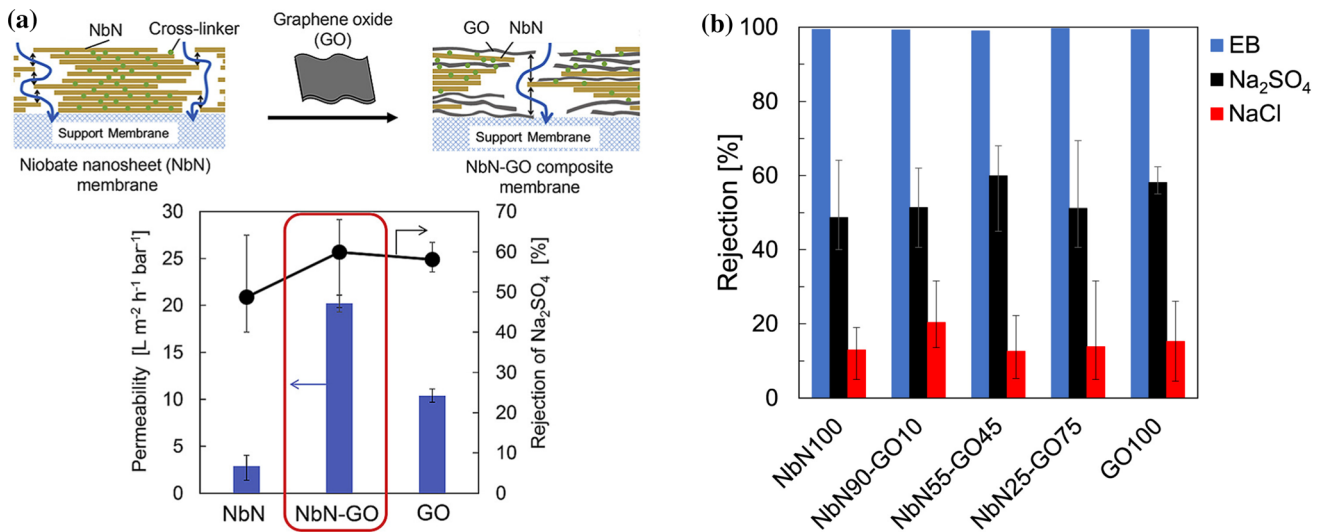 (a)
NbN
Cross-linker
Support Membrane
Niobate nanosheet (NbN)
membrane
Graphene oxide
(GO)
GO
NbN
Support Membrane
NbN-GO composite
membrane
Permeability [L m⁻² h⁻¹ bar⁻¹]
30
25
20
15
10
5
0
70
60
50
40
30
20
10
0
Rejection of Na₂SO₄
[%]
NbN
NbN-GO
GO
(b)
Rejection [%]
100
80
60
40
20
0
NbN100
NbN90-GO10
NbN55-GO45
NbN25-GO75
GO100
EB
Na₂SO₄
NaCl